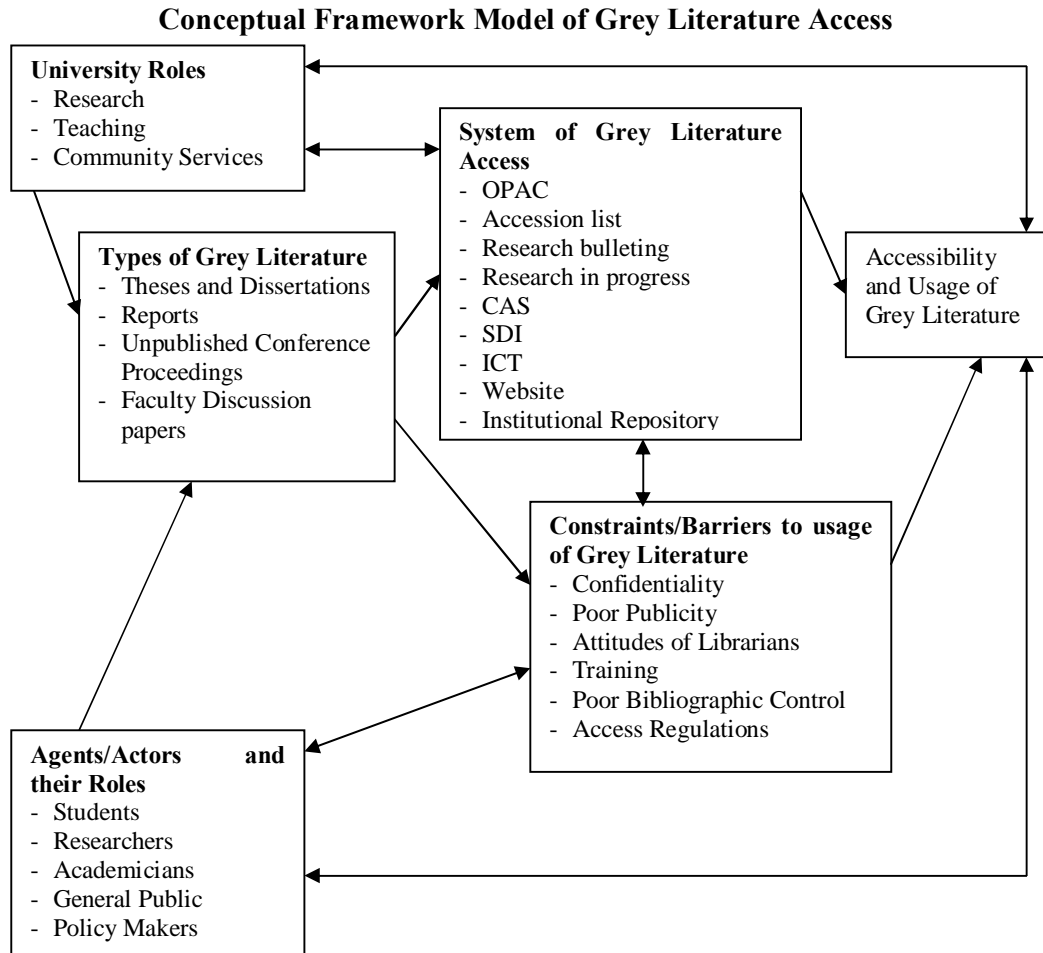 Conceptual Framework Model of Grey Literature Access
University Roles
- Research
- Teaching
- Community Services
System of Grey Literature
Access
- OPAC
- Accession list
- Research bulleting
- Research in progress
- CAS
- SDI
- ICT
- Website
- Institutional Repository
Types of Grey Literature
- Theses and Dissertations
- Reports
- Unpublished Conference
Proceedings
- Faculty Discussion
papers
Accessibility
and Usage of
Grey Literature
Constraints/Barriers to usage
of Grey Literature
- Confidentiality
- Poor Publicity
- Attitudes of Librarians
- Training
- Poor Bibliographic Control
- Access Regulations
Agents/Actors and
their Roles
- Students
- Researchers
- Academicians
- General Public
- Policy Makers